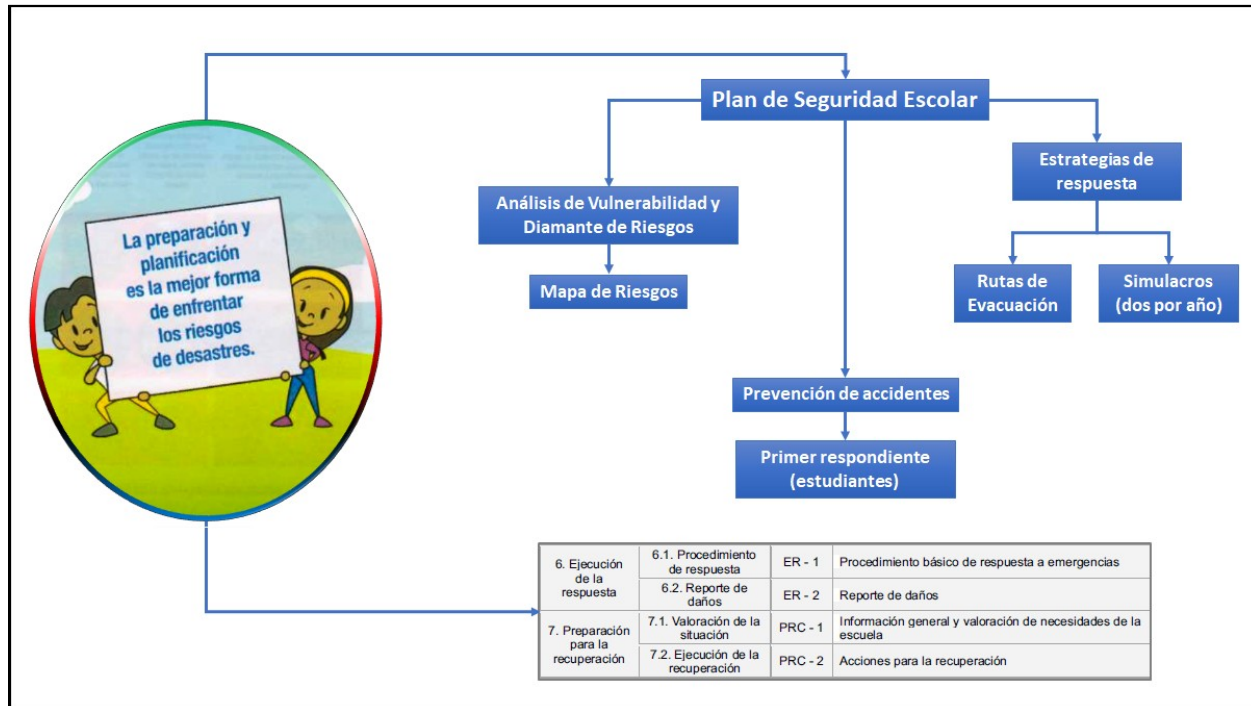 Plan de Seguridad Escolar
Estrategias de
respuesta
Análisis de Vulnerabilidad y
Diamante de Riesgos
Mapa de Riesgos
Rutas de
Evacuación
Simulacros
(dos por año)
La preparación y
planificación
es la mejor forma
de enfrentar
los riesgos
de desastres.
Prevención de accidentes
Primer respondiente
(estudiantes)
6. Ejecución
de la
respuesta
6.1. Procedimiento
de respuesta
ER - 1
Procedimiento básico de respuesta a emergencias
6.2. Reporte de
daños
ER - 2
Reporte de daños
7. Preparación
para la
recuperación
7.1. Valoración de la
situación
PRC - 1
Información general y valoración de necesidades de la
escuela
7.2. Ejecución de la
recuperación
PRC - 2
Acciones para la recuperación